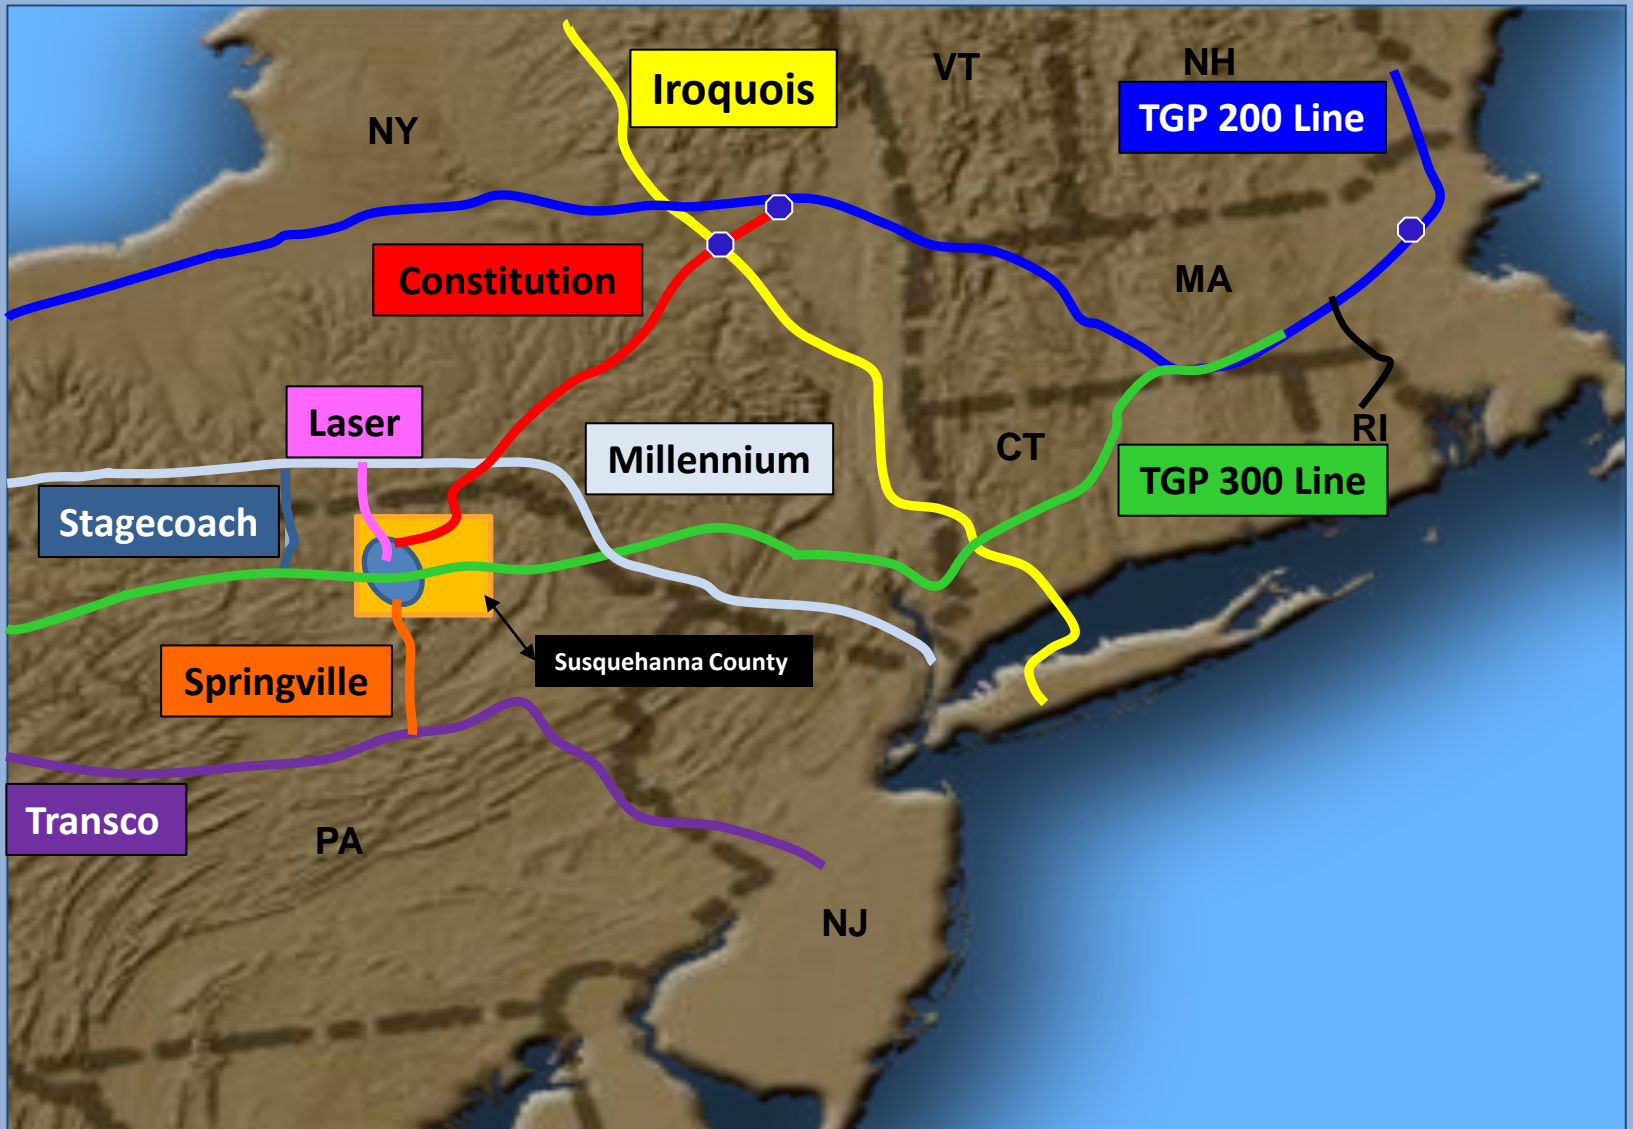 VT
NH
Iroquois
TGP 200 Line
NY
Constitution
MA
Laser
RI
Millennium
CT
TGP 300 Line
Stagecoach
Susquehanna County
Springville
Transco
PA
NJ